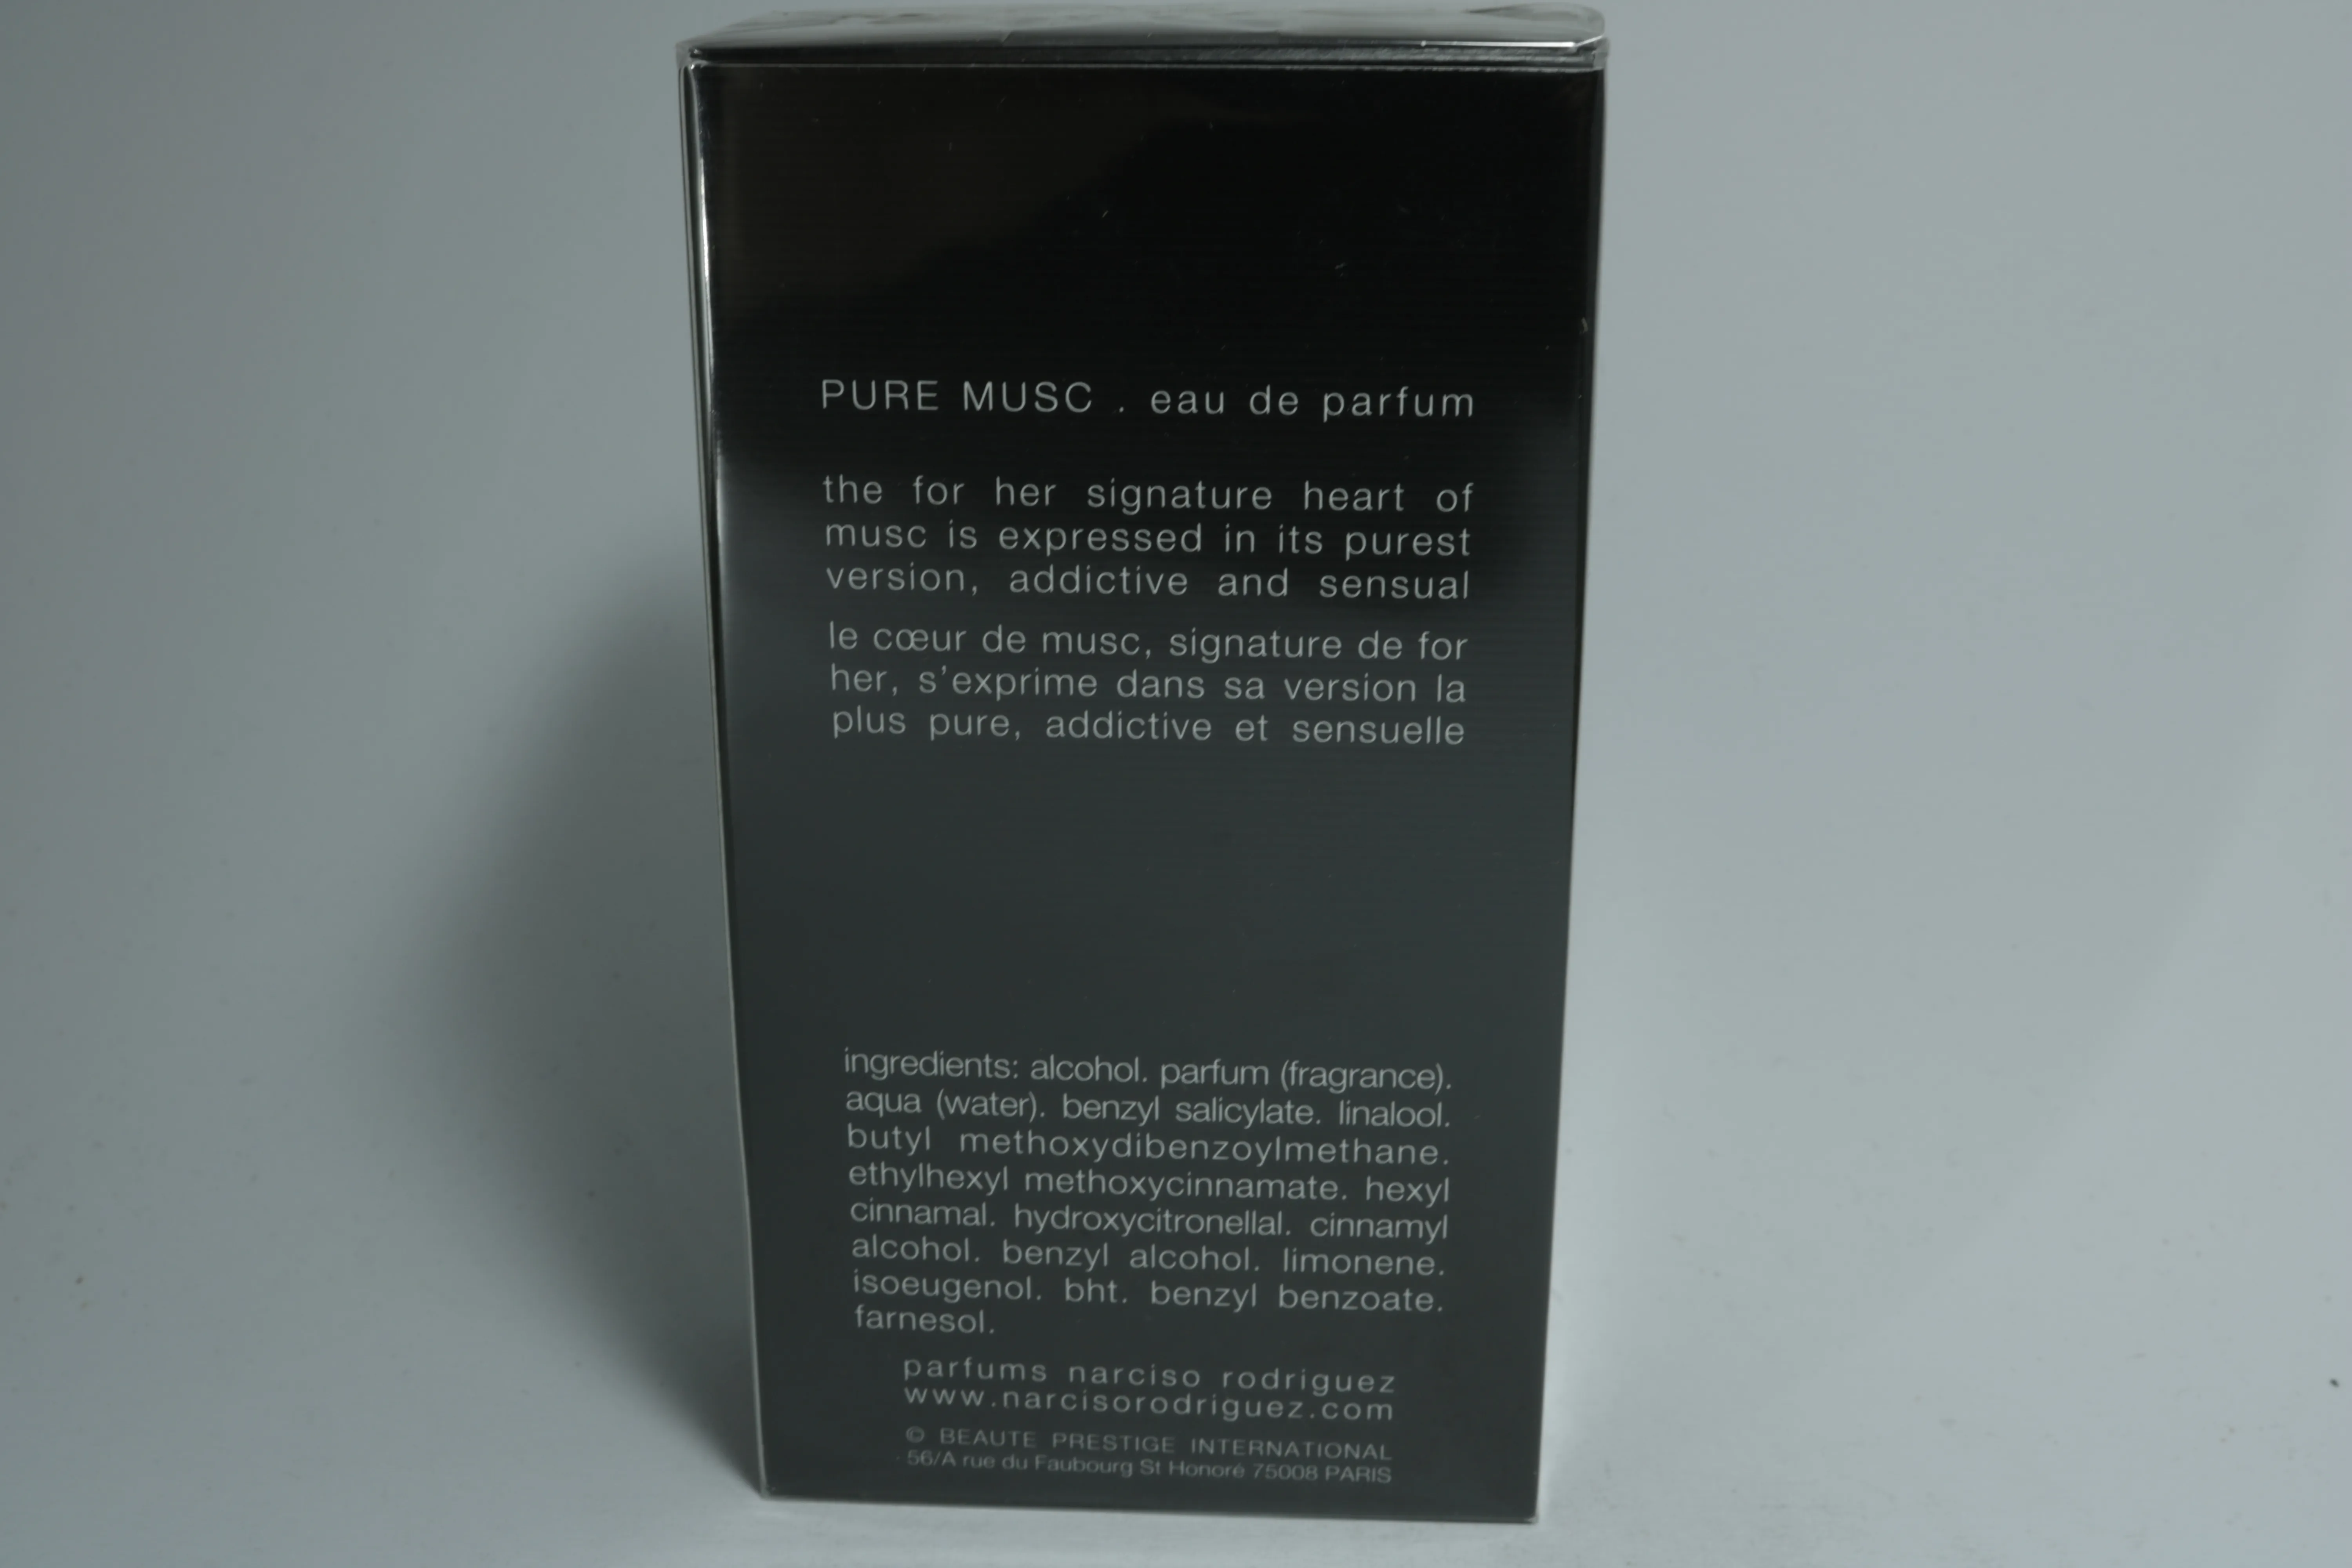 PURE MUSC . eau de parfum
the for her signature heart of
musc is expressed in its purest
version, addictive and sensual
le cœur de musc, signature de for
her, s'exprime dans sa version la
plus pure, addictive et sensuelle
ingredients: alcohol. parfum (fragrance).
aqua (water). benzyl salicylate. linalool.
butyl methoxydibenzoylmethane.
ethylhexyl methoxycinnamate. hexyl
cinnamal. hydroxycitronellal. cinnamyl
alcohol. benzyl alcohol. limonene.
isoeugenol. bht. benzyl benzoate.
farnesol.
parfums narciso rodriguez
www.narcisorodriguez.com
© BEAUTE PRESTIGE INTERNATIONAL
56/A rue du Faubourg St Honoré 75008 PARIS